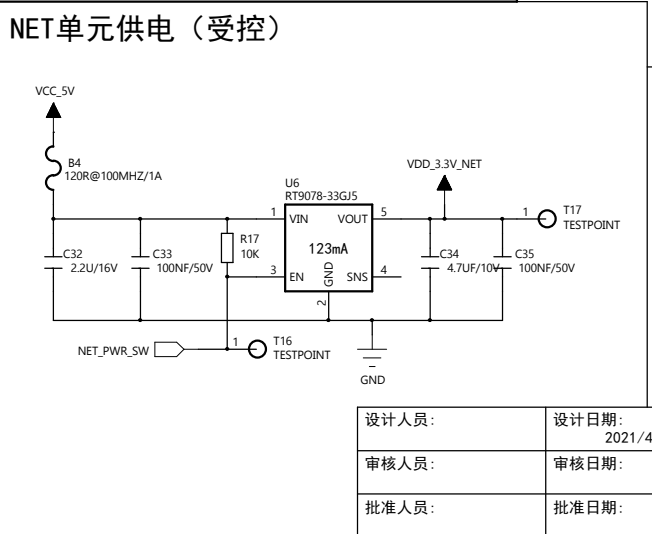 NET单元供电（受控）
VCC_5V
B4
120R@100MHZ/1A
U6
RT9078-33GJ5
VDD_3.3V_NET
1
VIN
VOUT
5
1
T17
TESTPOINT
C32
2.2U/16V
C33
100NF/50V
R17
10K
123mA
3
EN
GND
SNS
4
2
C34
4.7UF/10V
C35
100NF/50V
NET_PWR_SW
1
T16
TESTPOINT
GND
设计人员:
设计日期:
2021/4
审核人员:
审核日期:
批准人员:
批准日期: